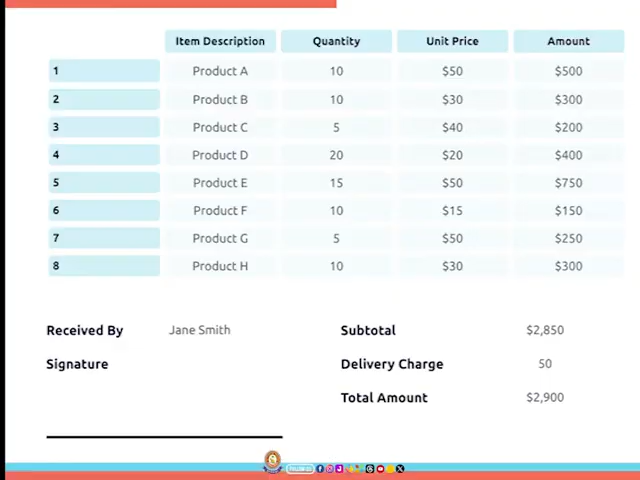 Item Description Quantity Unit Price Amount
1 Product A 10 $50 $500
2 Product B 10 $30 $300
3 Product C 5 $40 $200
4 Product D 20 $20 $400
5 Product E 15 $50 $750
6 Product F 10 $15 $150
7 Product G 5 $50 $250
8 Product H 10 $30 $300
Received By Jane Smith Subtotal $2,850
Signature Delivery Charge 50
Total Amount $2,900